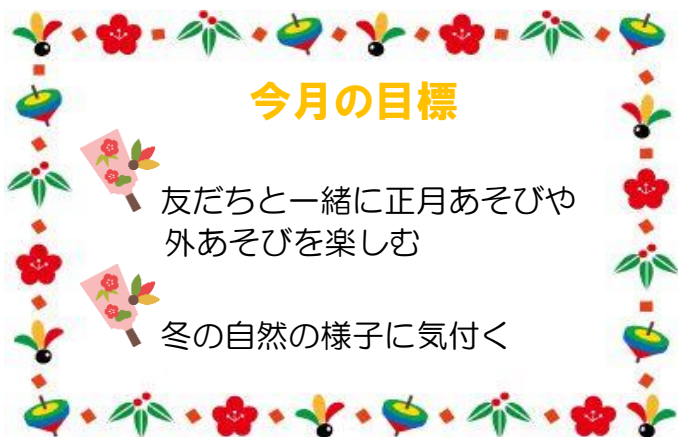 今月の目標
友だちと一緒に正月あそびや
外あそびを楽しむ
冬の自然の様子に気付く